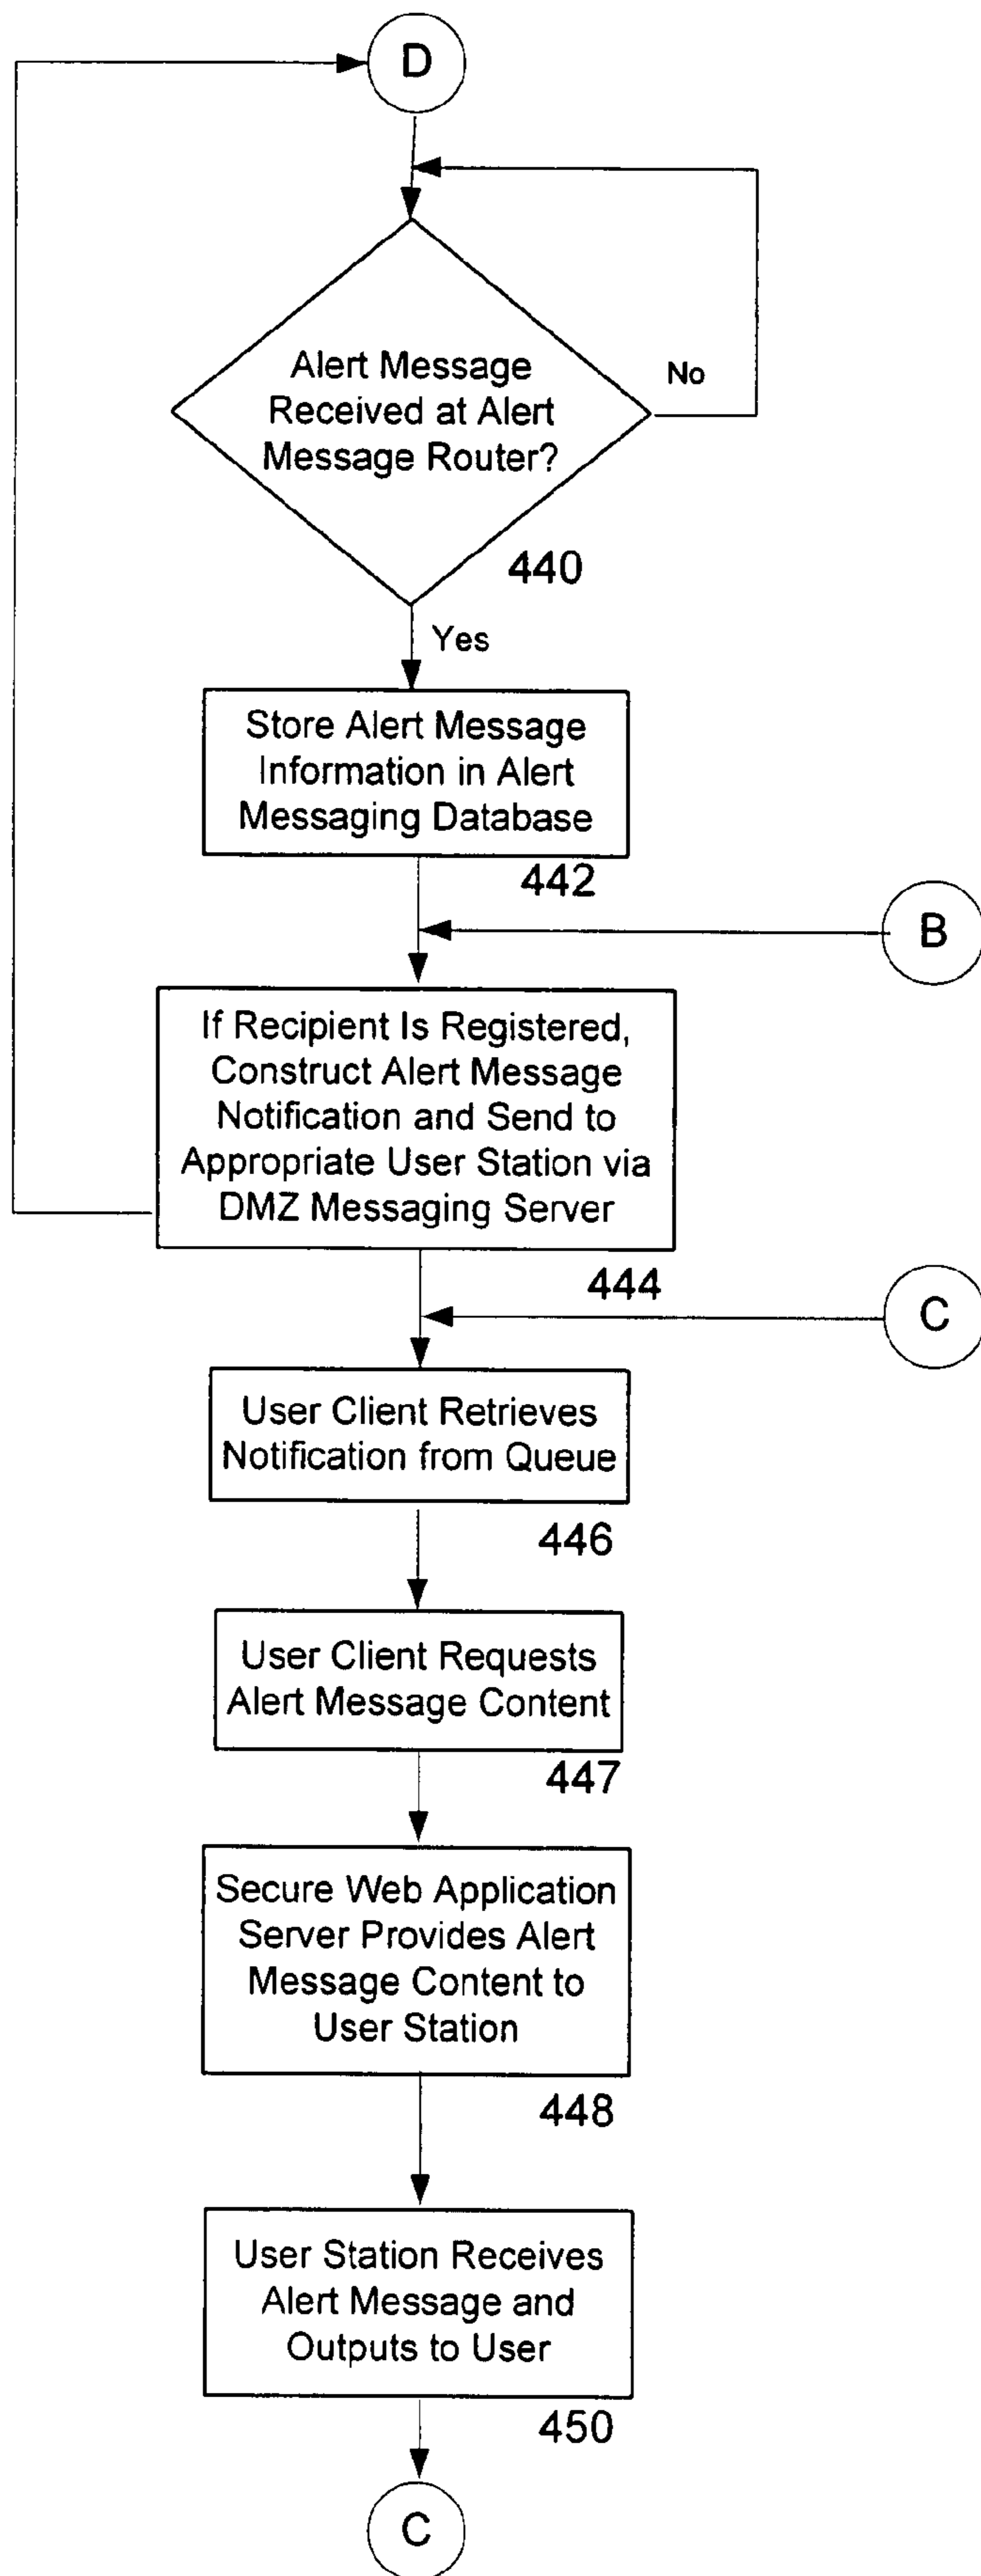 D
Alert Message
Received at Alert
Message Router?
No
440
Yes
Store Alert Message
Information in Alert
Messaging Database
442
B
If Recipient Is Registered,
Construct Alert Message
Notification and Send to
Appropriate User Station via
DMZ Messaging Server
444
C
User Client Retrieves
Notification from Queue
446
User Client Requests
Alert Message Content
447
Secure Web Application
Server Provides Alert
Message Content to
User Station
448
User Station Receives
Alert Message and
Outputs to User
450
C